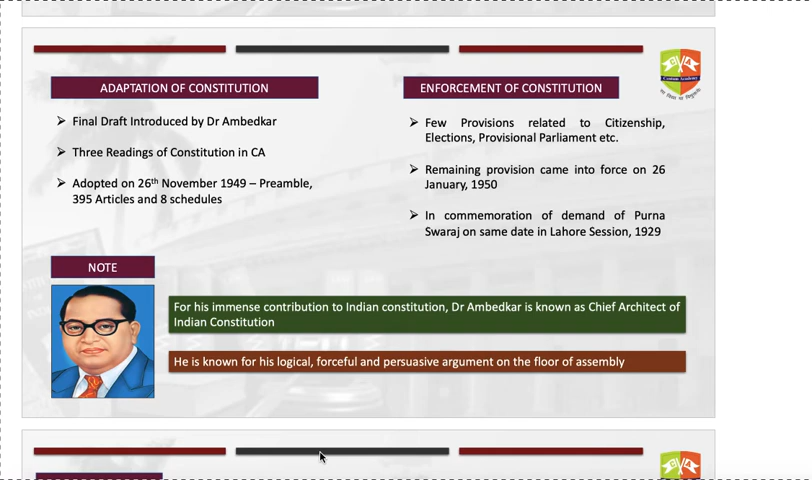 ADAPTATION OF CONSTITUTION
Final Draft Introduced by Dr Ambedkar
Three Readings of Constitution in CA
Adopted on 26th November 1949 – Preamble,
395 Articles and 8 schedules
ENFORCEMENT OF CONSTITUTION
Few Provisions related to Citizenship,
Elections, Provisional Parliament etc.
Remaining provision came into force on 26
January, 1950
In commemoration of demand of Purna
Swaraj on same date in Lahore Session, 1929
NOTE
For his immense contribution to Indian constitution, Dr Ambedkar is known as Chief Architect of
Indian Constitution
He is known for his logical, forceful and persuasive argument on the floor of assembly